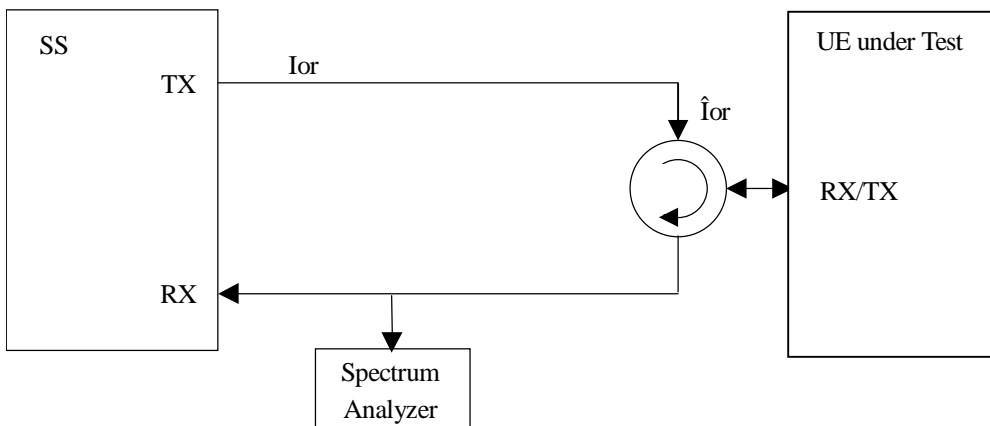 SS
UE under Test
TX
Ior
Îor
RX/TX
RX
Spectrum
Analyzer